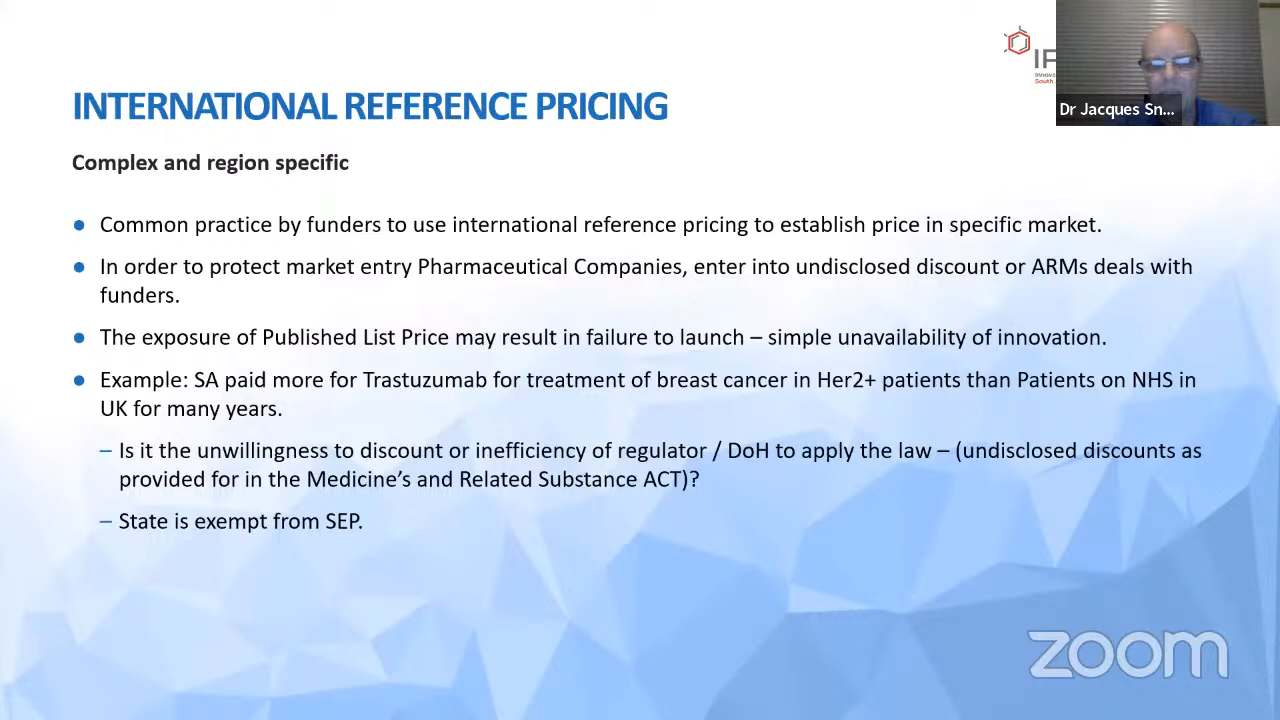 INTERNATIONAL REFERENCE PRICING
Complex and region specific
● Common practice by funders to use international reference pricing to establish price in specific market.
● In order to protect market entry Pharmaceutical Companies, enter into undisclosed discount or ARMs deals with
funders.
● The exposure of Published List Price may result in failure to launch – simple unavailability of innovation.
● Example: SA paid more for Trastuzumab for treatment of breast cancer in Her2+ patients than Patients on NHS in
UK for many years.
– Is it the unwillingness to discount or inefficiency of regulator / DoH to apply the law – (undisclosed discounts as
provided for in the Medicine’s and Related Substance ACT)?
– State is exempt from SEP.
Dr Jacques Sn...
South
zoom